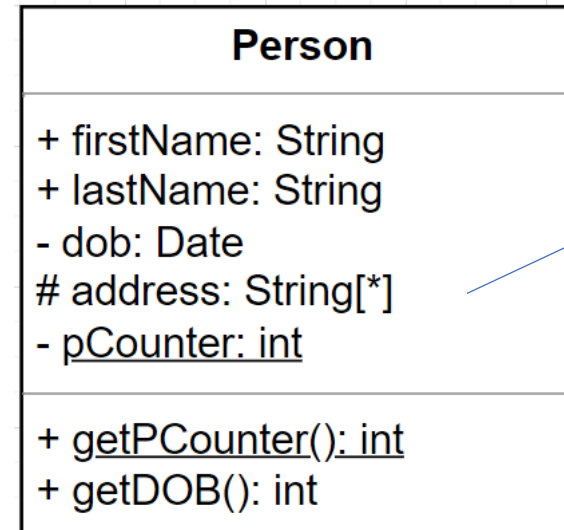 Person
+ firstName: String
+ lastName: String
- dob: Date
# address: String[*]
- pCounter: int
+ getPCounter(): int
+ getDOB(): int